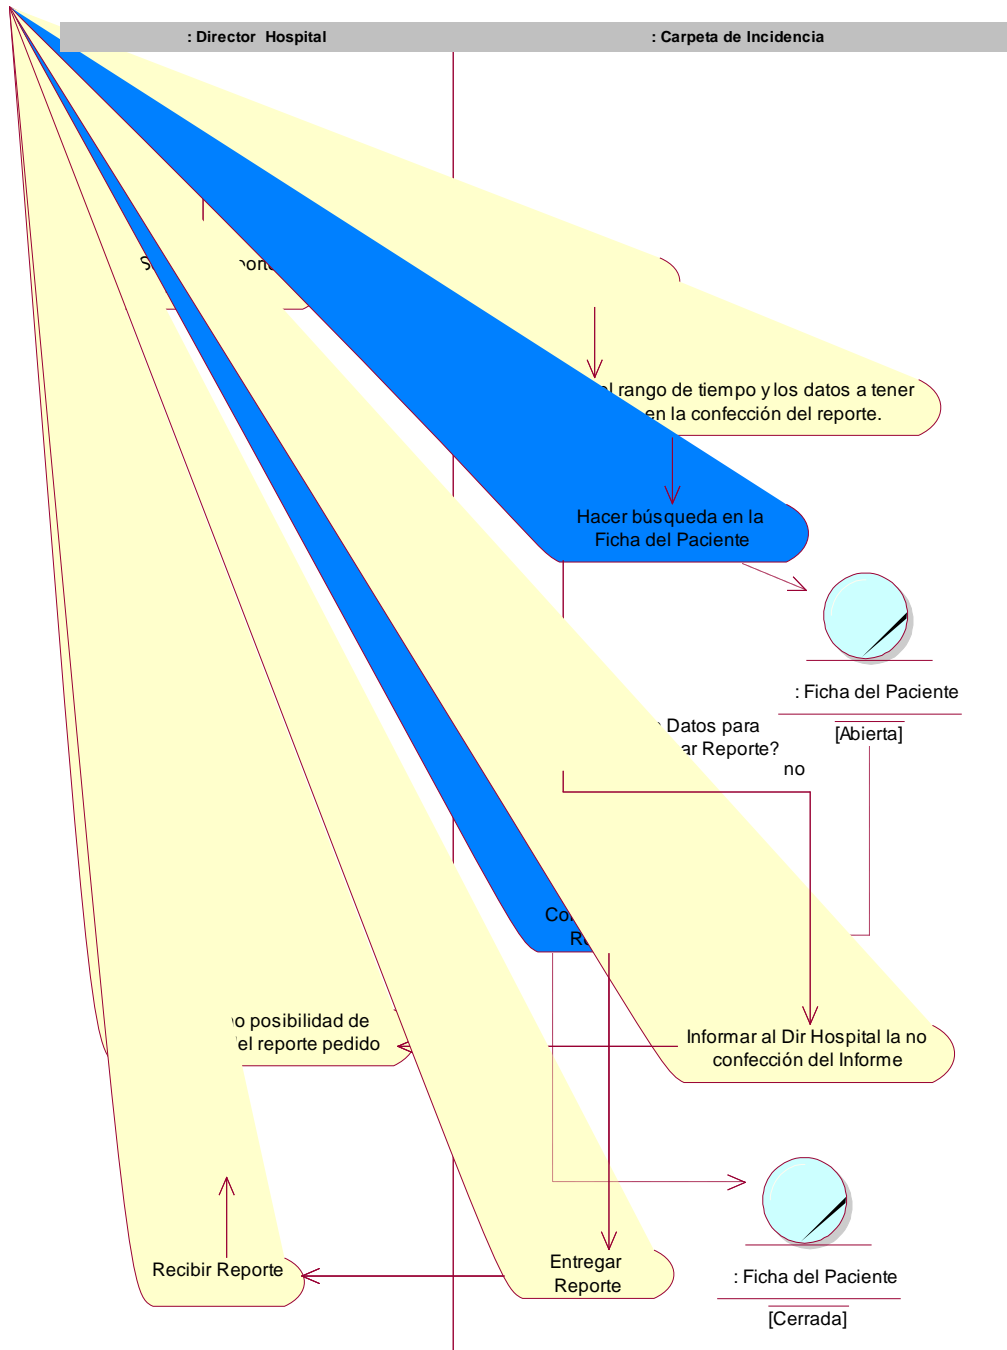 : Director Hospital
: Carpeta de Incidencia
rango de tiempo y los datos a tener
en la confección del reporte.
Hacer búsqueda en la
Ficha del Paciente
: Ficha del Paciente
[Abierta]
Datos para
Reporte?
no
no posibilidad de
del reporte pedido
Informar al Dir Hospital la no
confección del Informe
Recibir Reporte
Entregar
Reporte
: Ficha del Paciente
[Cerrada]